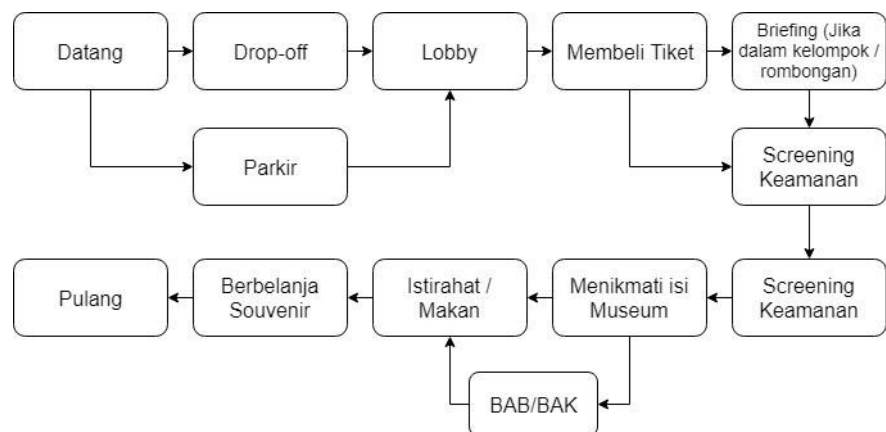 Datang
Drop-off
Lobby
Membeli Tiket
Briefing (Jika
dalam kelompok /
rombongan)
Parkir
Screening
Keamanan
Pulang
Berbelanja
Souvenir
Istirahat /
Makan
Menikmati isi
Museum
Screening
Keamanan
BAB/BAK